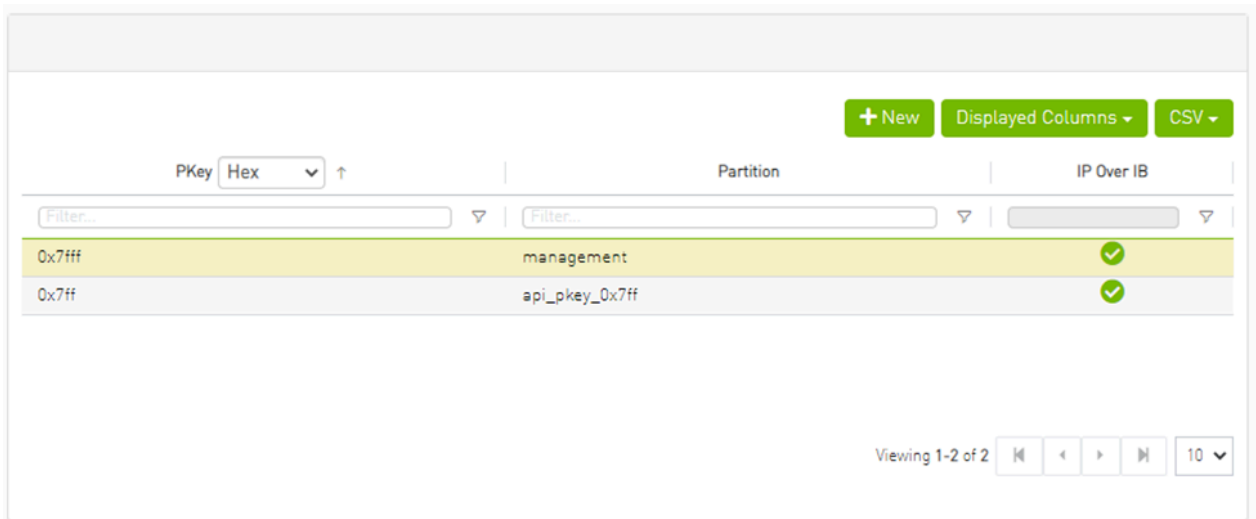 + New Displayed Columns CSV
PKey Hex ↑ Partition IP Over IB
Filter... Filter...
0x7fff management
0x7ff api_pkey_0x7ff
Viewing 1-2 of 2 10